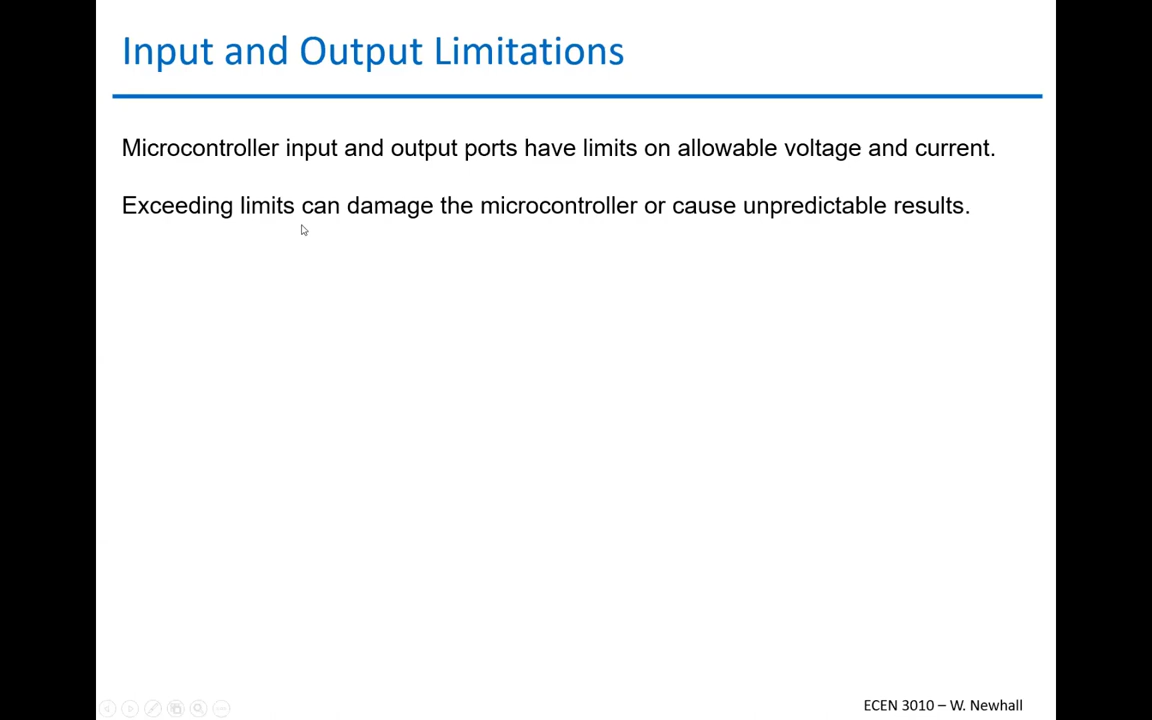 Input and Output Limitations
Microcontroller input and output ports have limits on allowable voltage and current.
Exceeding limits can damage the microcontroller or cause unpredictable results.
ECEN 3010 – W. Newhall